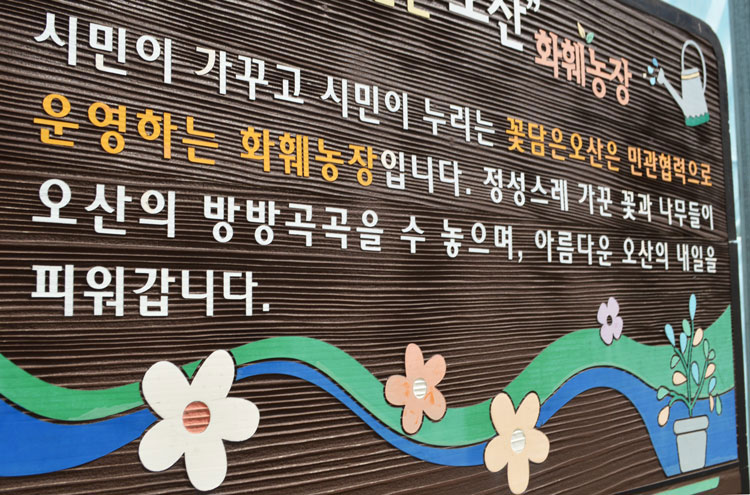 오산” 화훼농장
시민이 가꾸고 시민이 누리는 꽃담은오산은 민관협력으로
운영하는 화훼농장입니다. 정성스레 가꾼 꽃과 나무들이
오산의 방방곡곡을 수 놓으며, 아름다운 오산의 내일을
피워갑니다.